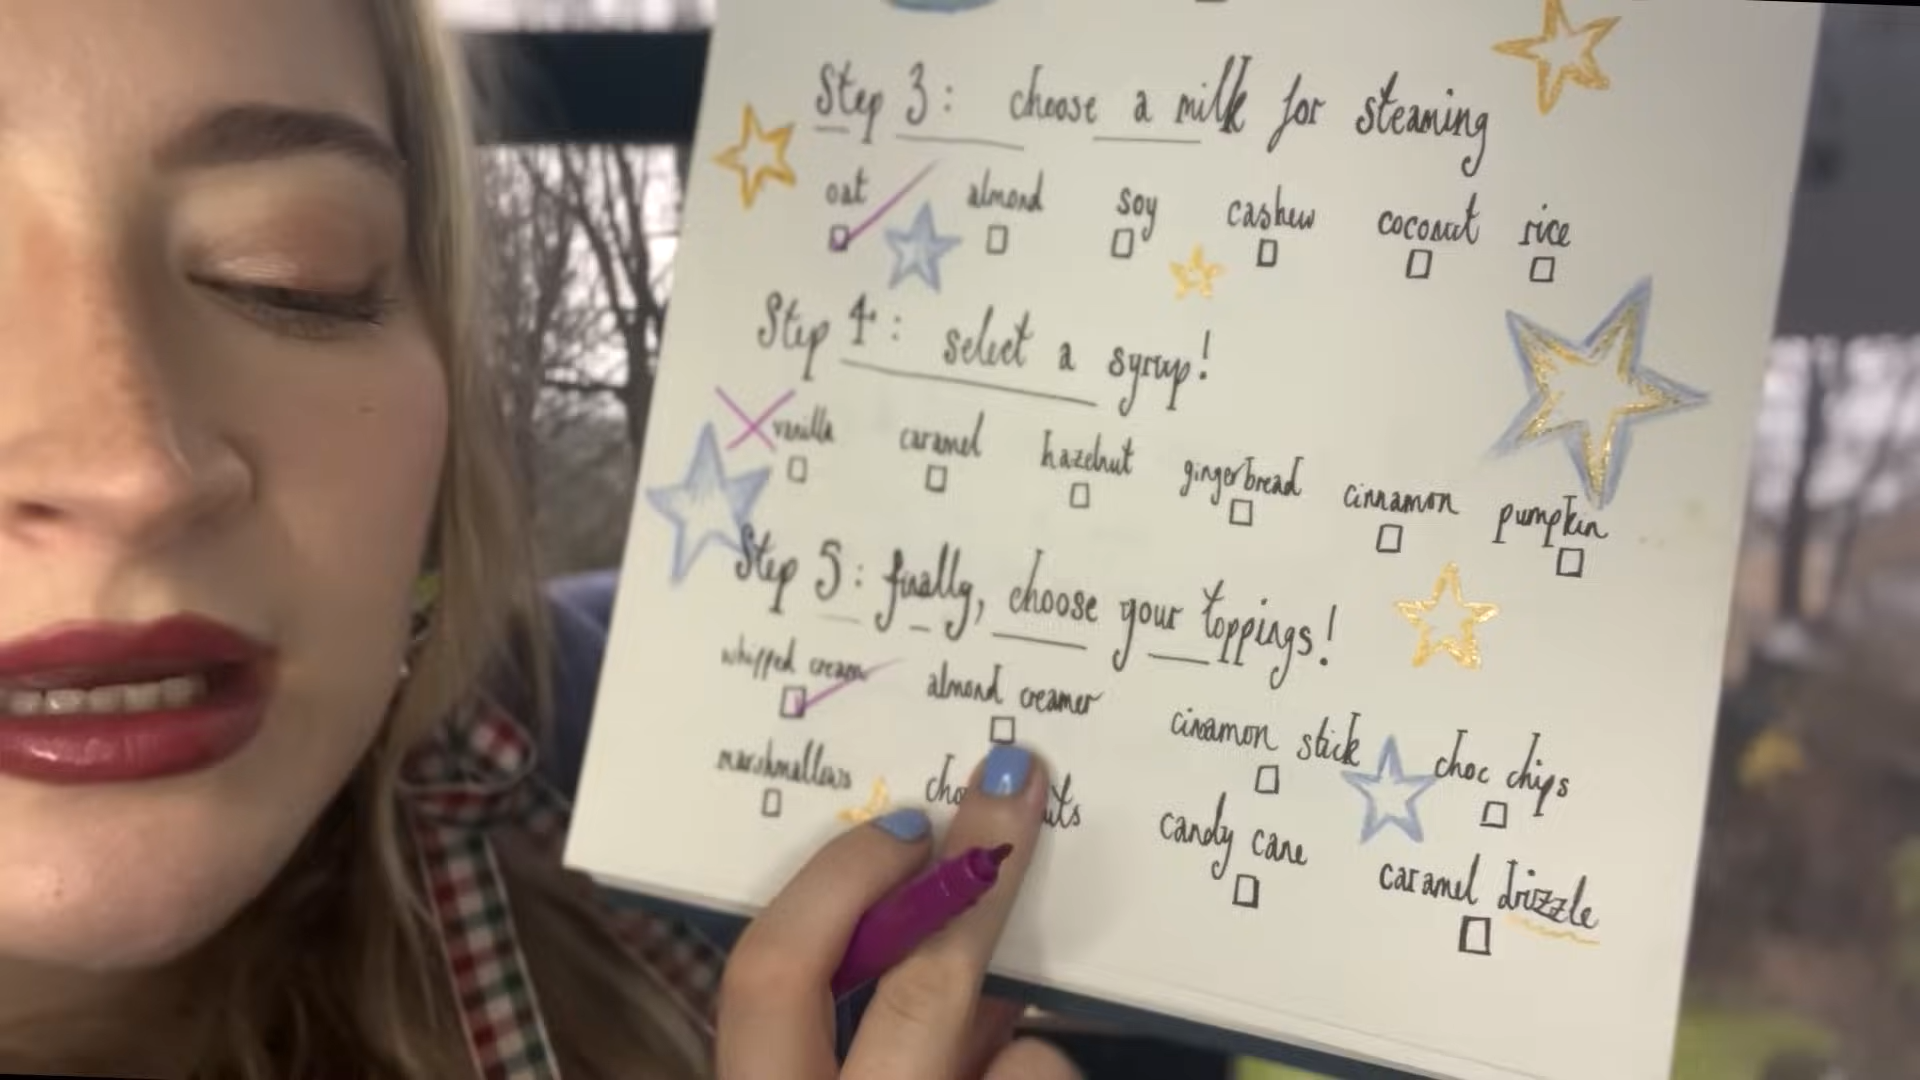 Step 3: choose a milk for steaming
oat almond soy cashew coconut rice
Step 4: select a syrup!
vanilla caramel hazelnut gingerbread cinnamon pumpkin
Step 5: finally, choose your toppings!
whipped cream almond creamer cinamon stick choc chips
marshmallows candy cane caramel drizzle